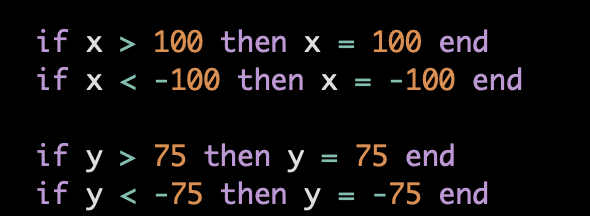 if x > 100 then x = 100 end
if x < -100 then x = -100 end
if y > 75 then y = 75 end
if y < -75 then y = -75 end